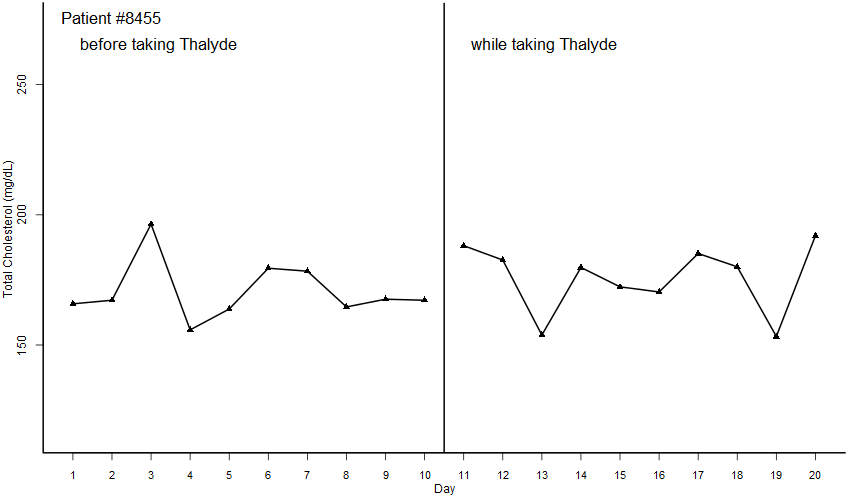 Patient #8455
before taking Thalyde
while taking Thalyde
Total Cholesterol (mg/dL)
250
200
150
1 2 3 4 5 6 7 8 9 10 11 12 13 14 15 16 17 18 19 20
Day